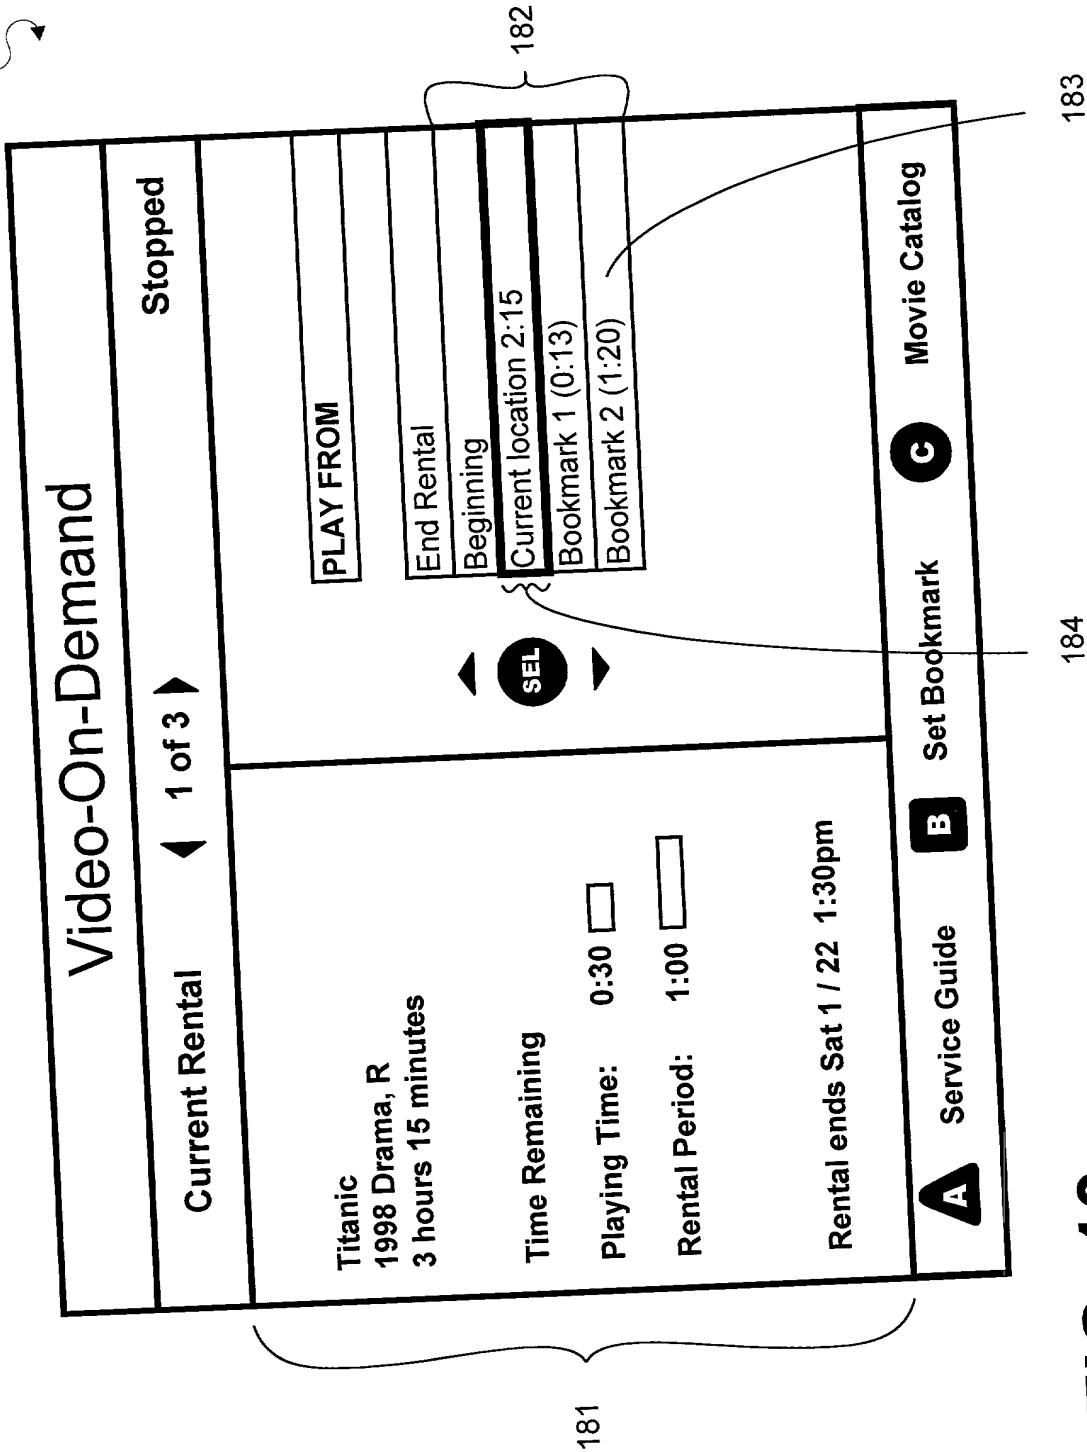 Video-On-Demand
Current Rental 1 of 3 Stopped
Titanic
1998 Drama, R
3 hours 15 minutes
Time Remaining
Playing Time: 0:30
Rental Period: 1:00
Rental ends Sat 1 / 22 1:30pm
SEL
PLAY FROM
End Rental
Beginning
Current location 2:15
Bookmark 1 (0:13)
Bookmark 2 (1:20)
A Service Guide B Set Bookmark C Movie Catalog
181
182
183
184